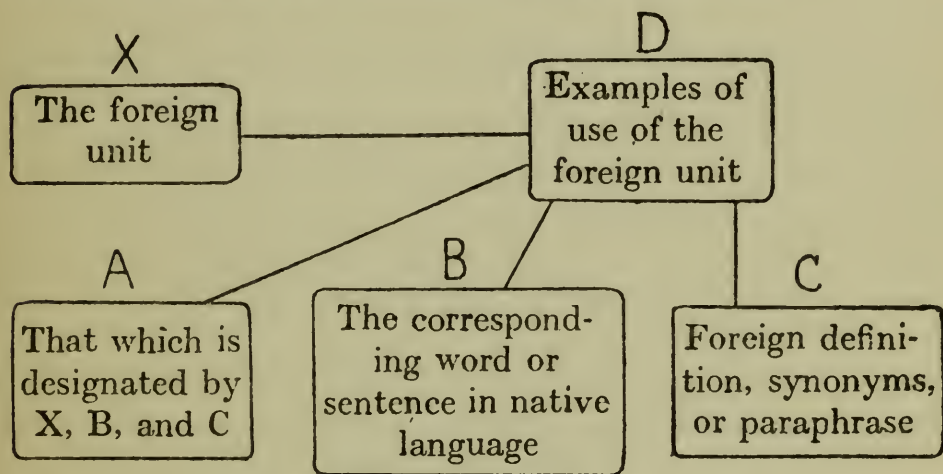 X
The foreign
unit
D
Examples of
use of the
foreign unit
A
That which is
designated by
X, B, and C
B
The correspond-
ing word or
sentence in native
language
C
Foreign defini-
tion, synonyms,
or paraphrase